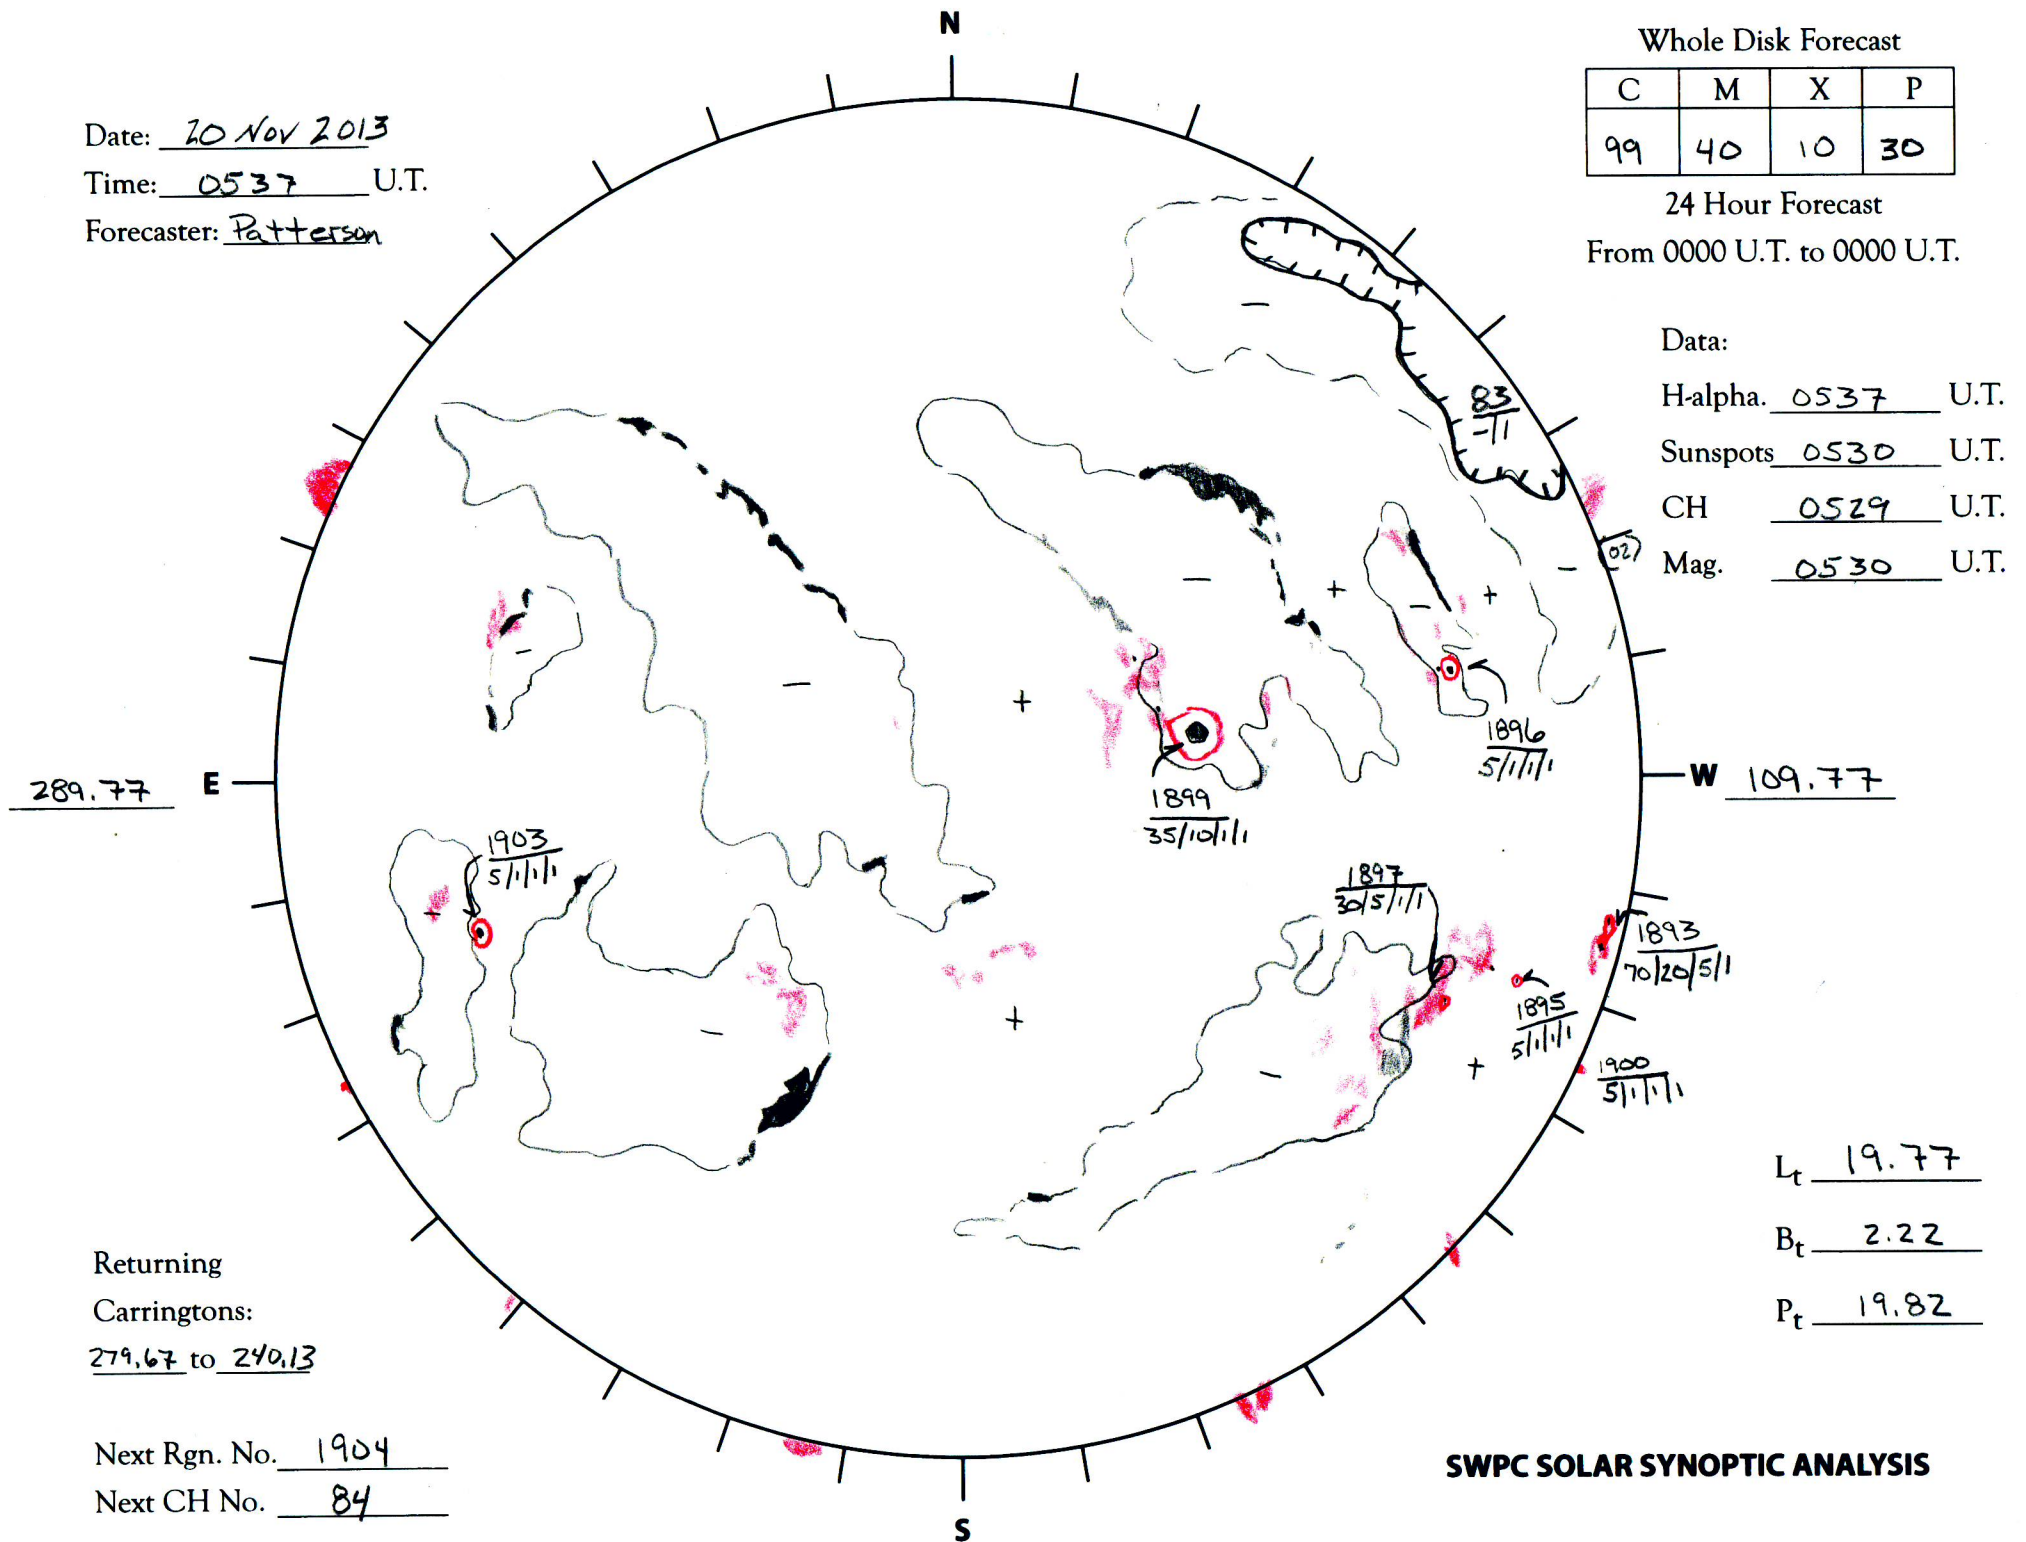 N
Whole Disk Forecast
C M X P
99 40 10 30
24 Hour Forecast
From 0000 U.T. to 0000 U.T.
Date: 20 Nov 2013
Time: 0537 U.T.
Forecaster: Patterson
Data:
H-alpha. 0537 U.T.
Sunspots 0530 U.T.
CH 0529 U.T.
Mag. 0530 U.T.
83
-/1
02
1896
5/1/1/1
289.77 E
W 109.77
1899
35/10/1/1
1903
5/1/1/1
1897
30/5/1/1
1893
70/20/5/1
1895
5/1/1/1
1900
5/1/1/1
Lt 19.77
Bt 2.22
Pt 19.82
Returning
Carringtons:
279.67 to 240.13
Next Rgn. No. 1904
Next CH No. 84
SWPC SOLAR SYNOPTIC ANALYSIS
S